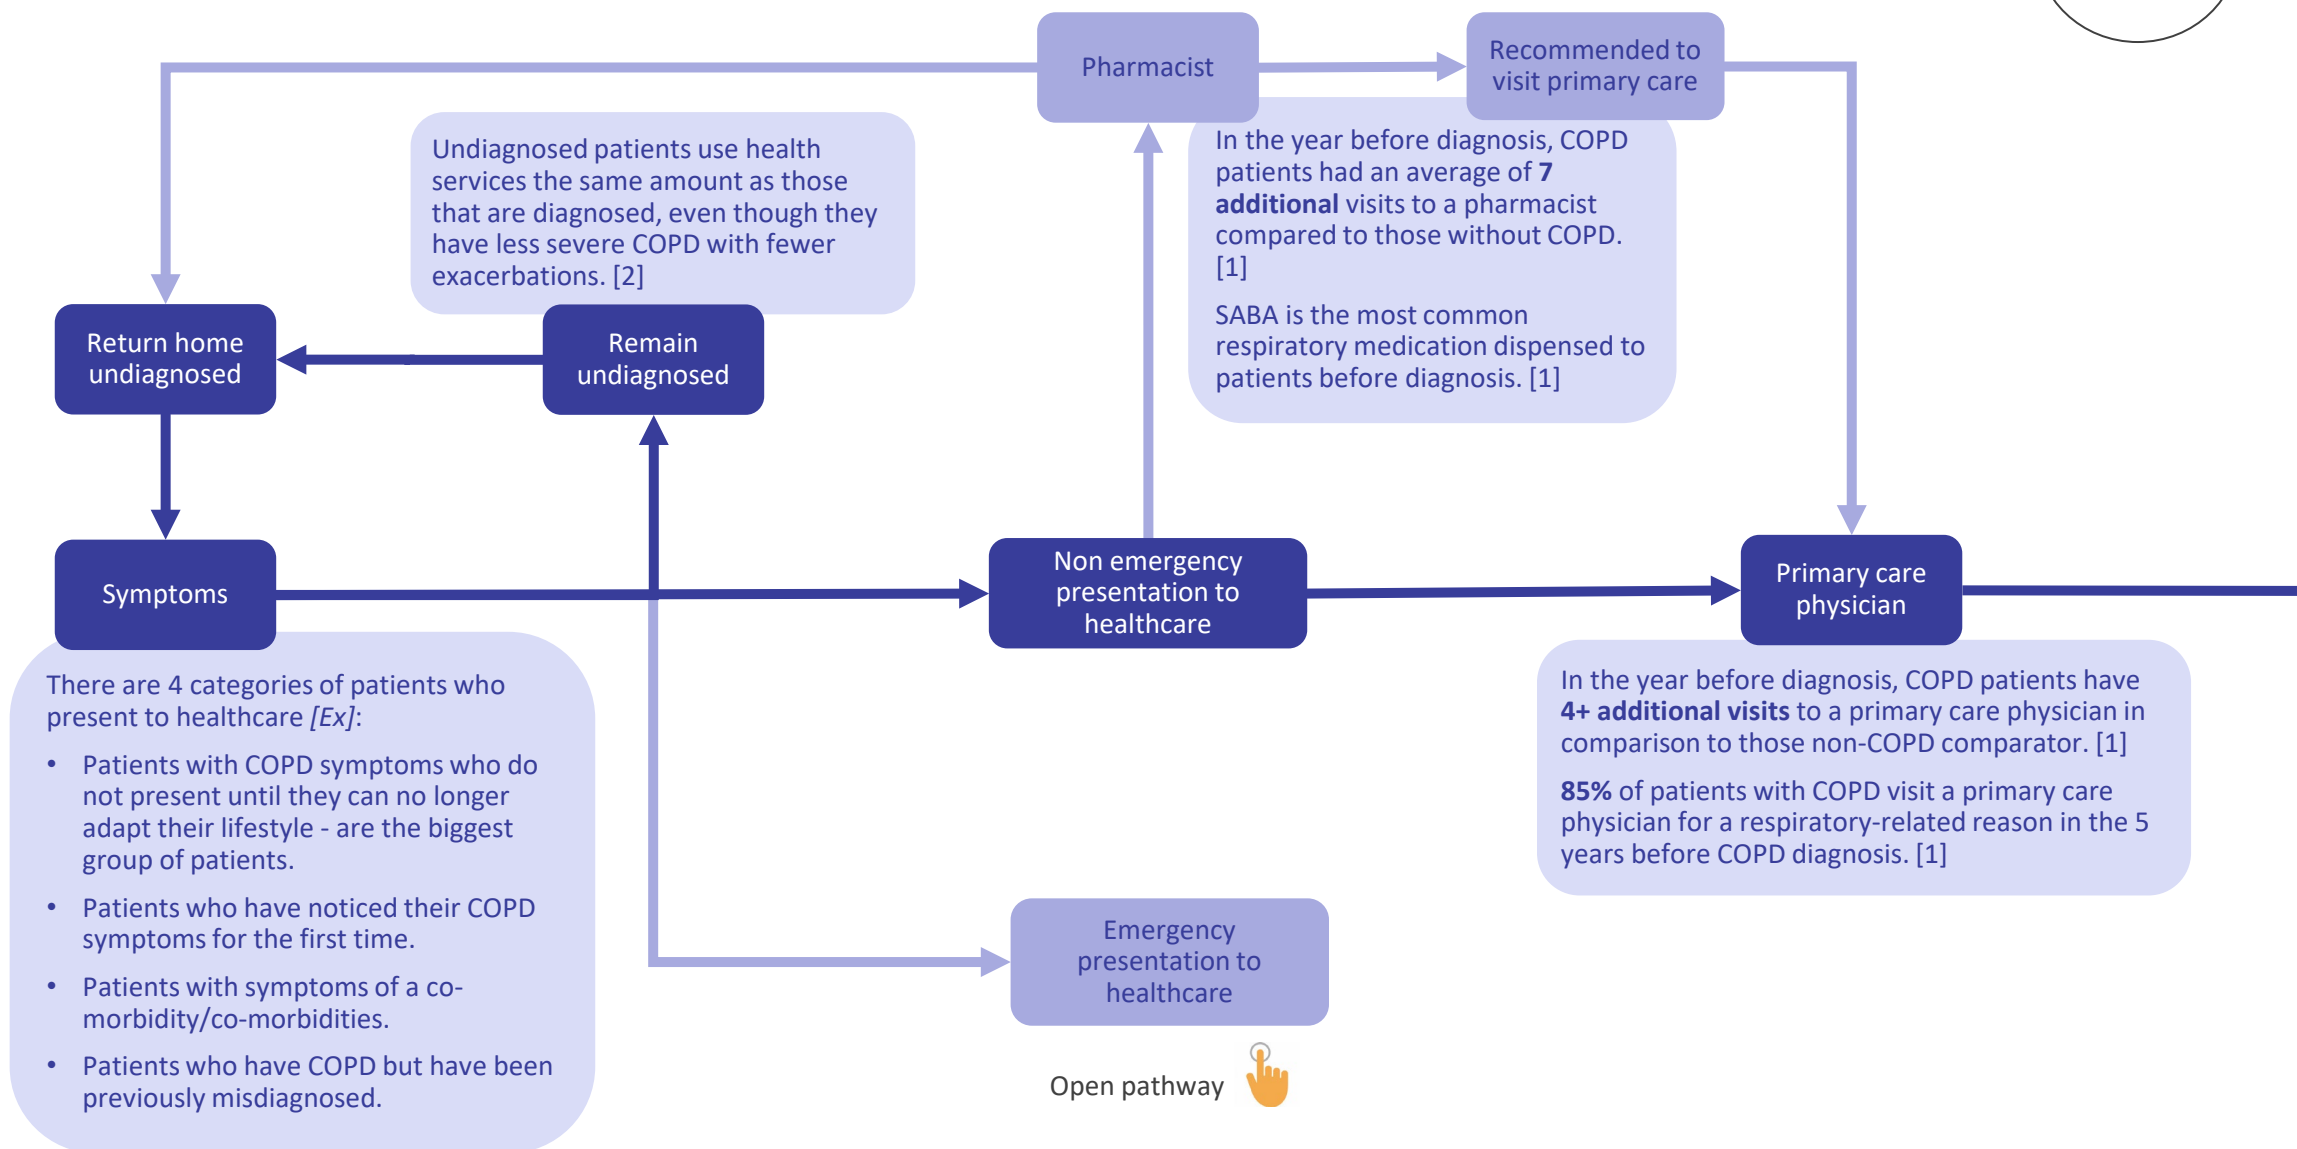 Pharmacist
Recommended to
visit primary care
Undiagnosed patients use health
services the same amount as those
that are diagnosed, even though they
have less severe COPD with fewer
exacerbations. [2]
In the year before diagnosis, COPD
patients had an average of 7
additional visits to a pharmacist
compared to those without COPD.
[1]
SABA is the most common
respiratory medication dispensed to
patients before diagnosis. [1]
Return home
undiagnosed
Remain
undiagnosed
Symptoms
Non emergency
presentation to
healthcare
Primary care
physician
There are 4 categories of patients who
present to healthcare [Ex]:
• Patients with COPD symptoms who do
not present until they can no longer
adapt their lifestyle - are the biggest
group of patients.
• Patients who have noticed their COPD
symptoms for the first time.
• Patients with symptoms of a co-
morbidity/co-morbidities.
• Patients who have COPD but have been
previously misdiagnosed.
In the year before diagnosis, COPD patients have
4+ additional visits to a primary care physician in
comparison to those non-COPD comparator. [1]
85% of patients with COPD visit a primary care
physician for a respiratory-related reason in the 5
years before COPD diagnosis. [1]
Emergency
presentation to
healthcare
Open pathway